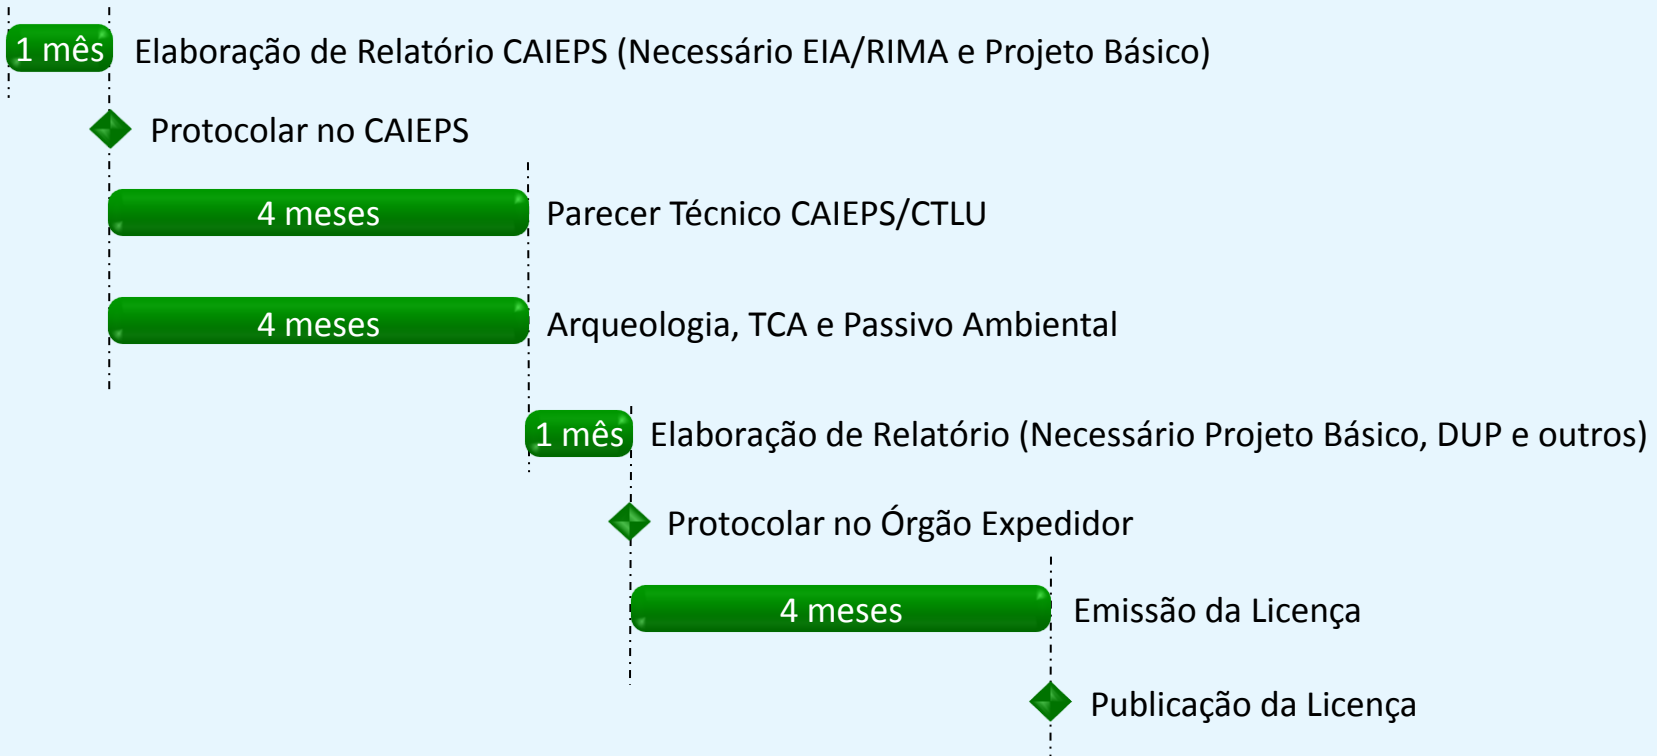 1 mês Elaboração de Relatório CAIEPS (Necessário EIA/RIMA e Projeto Básico)
Protocolar no CAIEPS
4 meses Parecer Técnico CAIEPS/CTLU
4 meses Arqueologia, TCA e Passivo Ambiental
1 mês Elaboração de Relatório (Necessário Projeto Básico, DUP e outros)
Protocolar no Órgão Expedidor
4 meses Emissão da Licença
Publicação da Licença